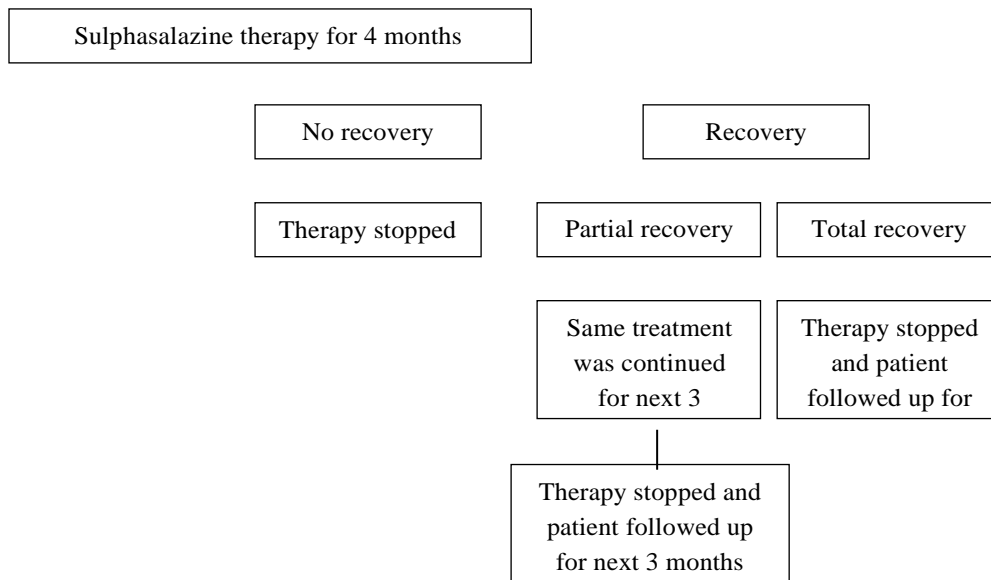 Sulphasalazine therapy for 4 months
No recovery
Recovery
Therapy stopped
Partial recovery
Total recovery
Same treatment
was continued
for next 3
Therapy stopped
and patient
followed up for
Therapy stopped and
patient followed up
for next 3 months